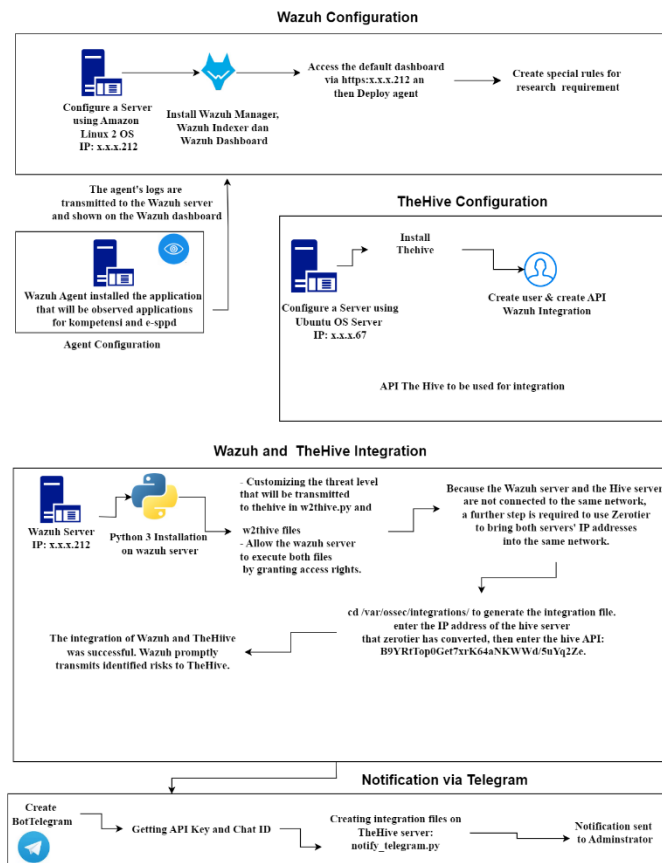 Wazuh Configuration
Configure a Server
using Amazon
Linux 2 OS
IP: x.x.x.212
Install Wazuh Manager,
Wazuh Indexer dan
Wazuh Dashboard
Access the default dashboard
via https:x.x.x.212 an
then Deploy agent
Create special rules for
research requirement
The agent's logs are
transmitted to the Wazuh server
and shown on the Wazuh dashboard
Wazuh Agent installed the application
that will be observed applications
for kompetensi and e-sppd
Agent Configuration
TheHive Configuration
Configure a Server using
Ubuntu OS Server
IP: x.x.x.67
Install
Thehive
Create user & create API
Wazuh Integration
API The Hive to be used for integration
Wazuh and TheHive Integration
Wazuh Server
IP: x.x.x.212
Python 3 Installation
on wazuh server
- Customizing the threat level
that will be transmitted
to thehive in w2thive.py and
w2thive files
- Allow the wazuh server
to execute both files
by granting access rights.
Because the Wazuh server and the Hive server
are not connected to the same network,
a further step is required to use Zerotier
to bring both servers' IP addresses
into the same network.
cd /var/ossec/integrations/ to generate the integration file.
enter the IP address of the hive server
that zerotier has converted, then enter the hive API:
B9YRtTop0Get7xrK64aNKWWd/5uYq2Ze.
The integration of Wazuh and TheHiive
was successful. Wazuh promptly
transmits identified risks to TheHive.
Notification via Telegram
Create
BotTelegram
Getting API Key and Chat ID
Creating integration files on
TheHive server:
notify_telegram.py
Notification sent
to Adminstrator